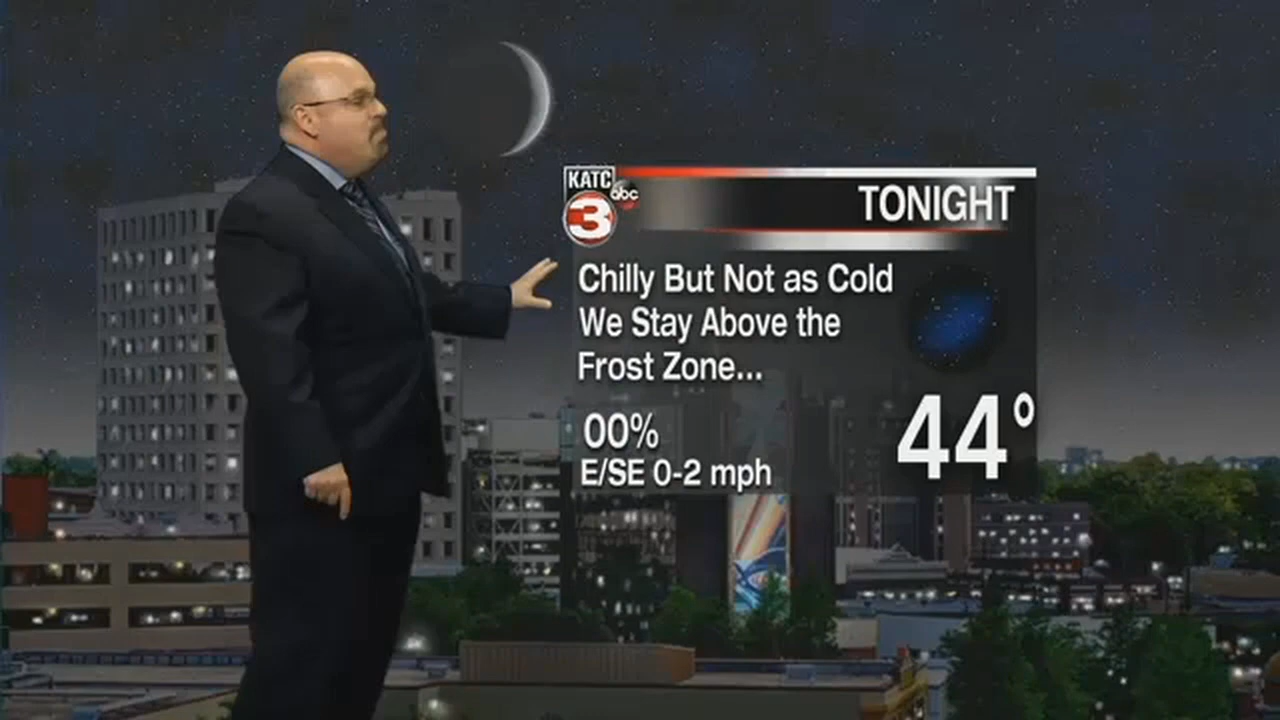 KATC
abc
3
TONIGHT
Chilly But Not as Cold
We Stay Above the
Frost Zone...
00%
44°
E/SE 0-2 mph